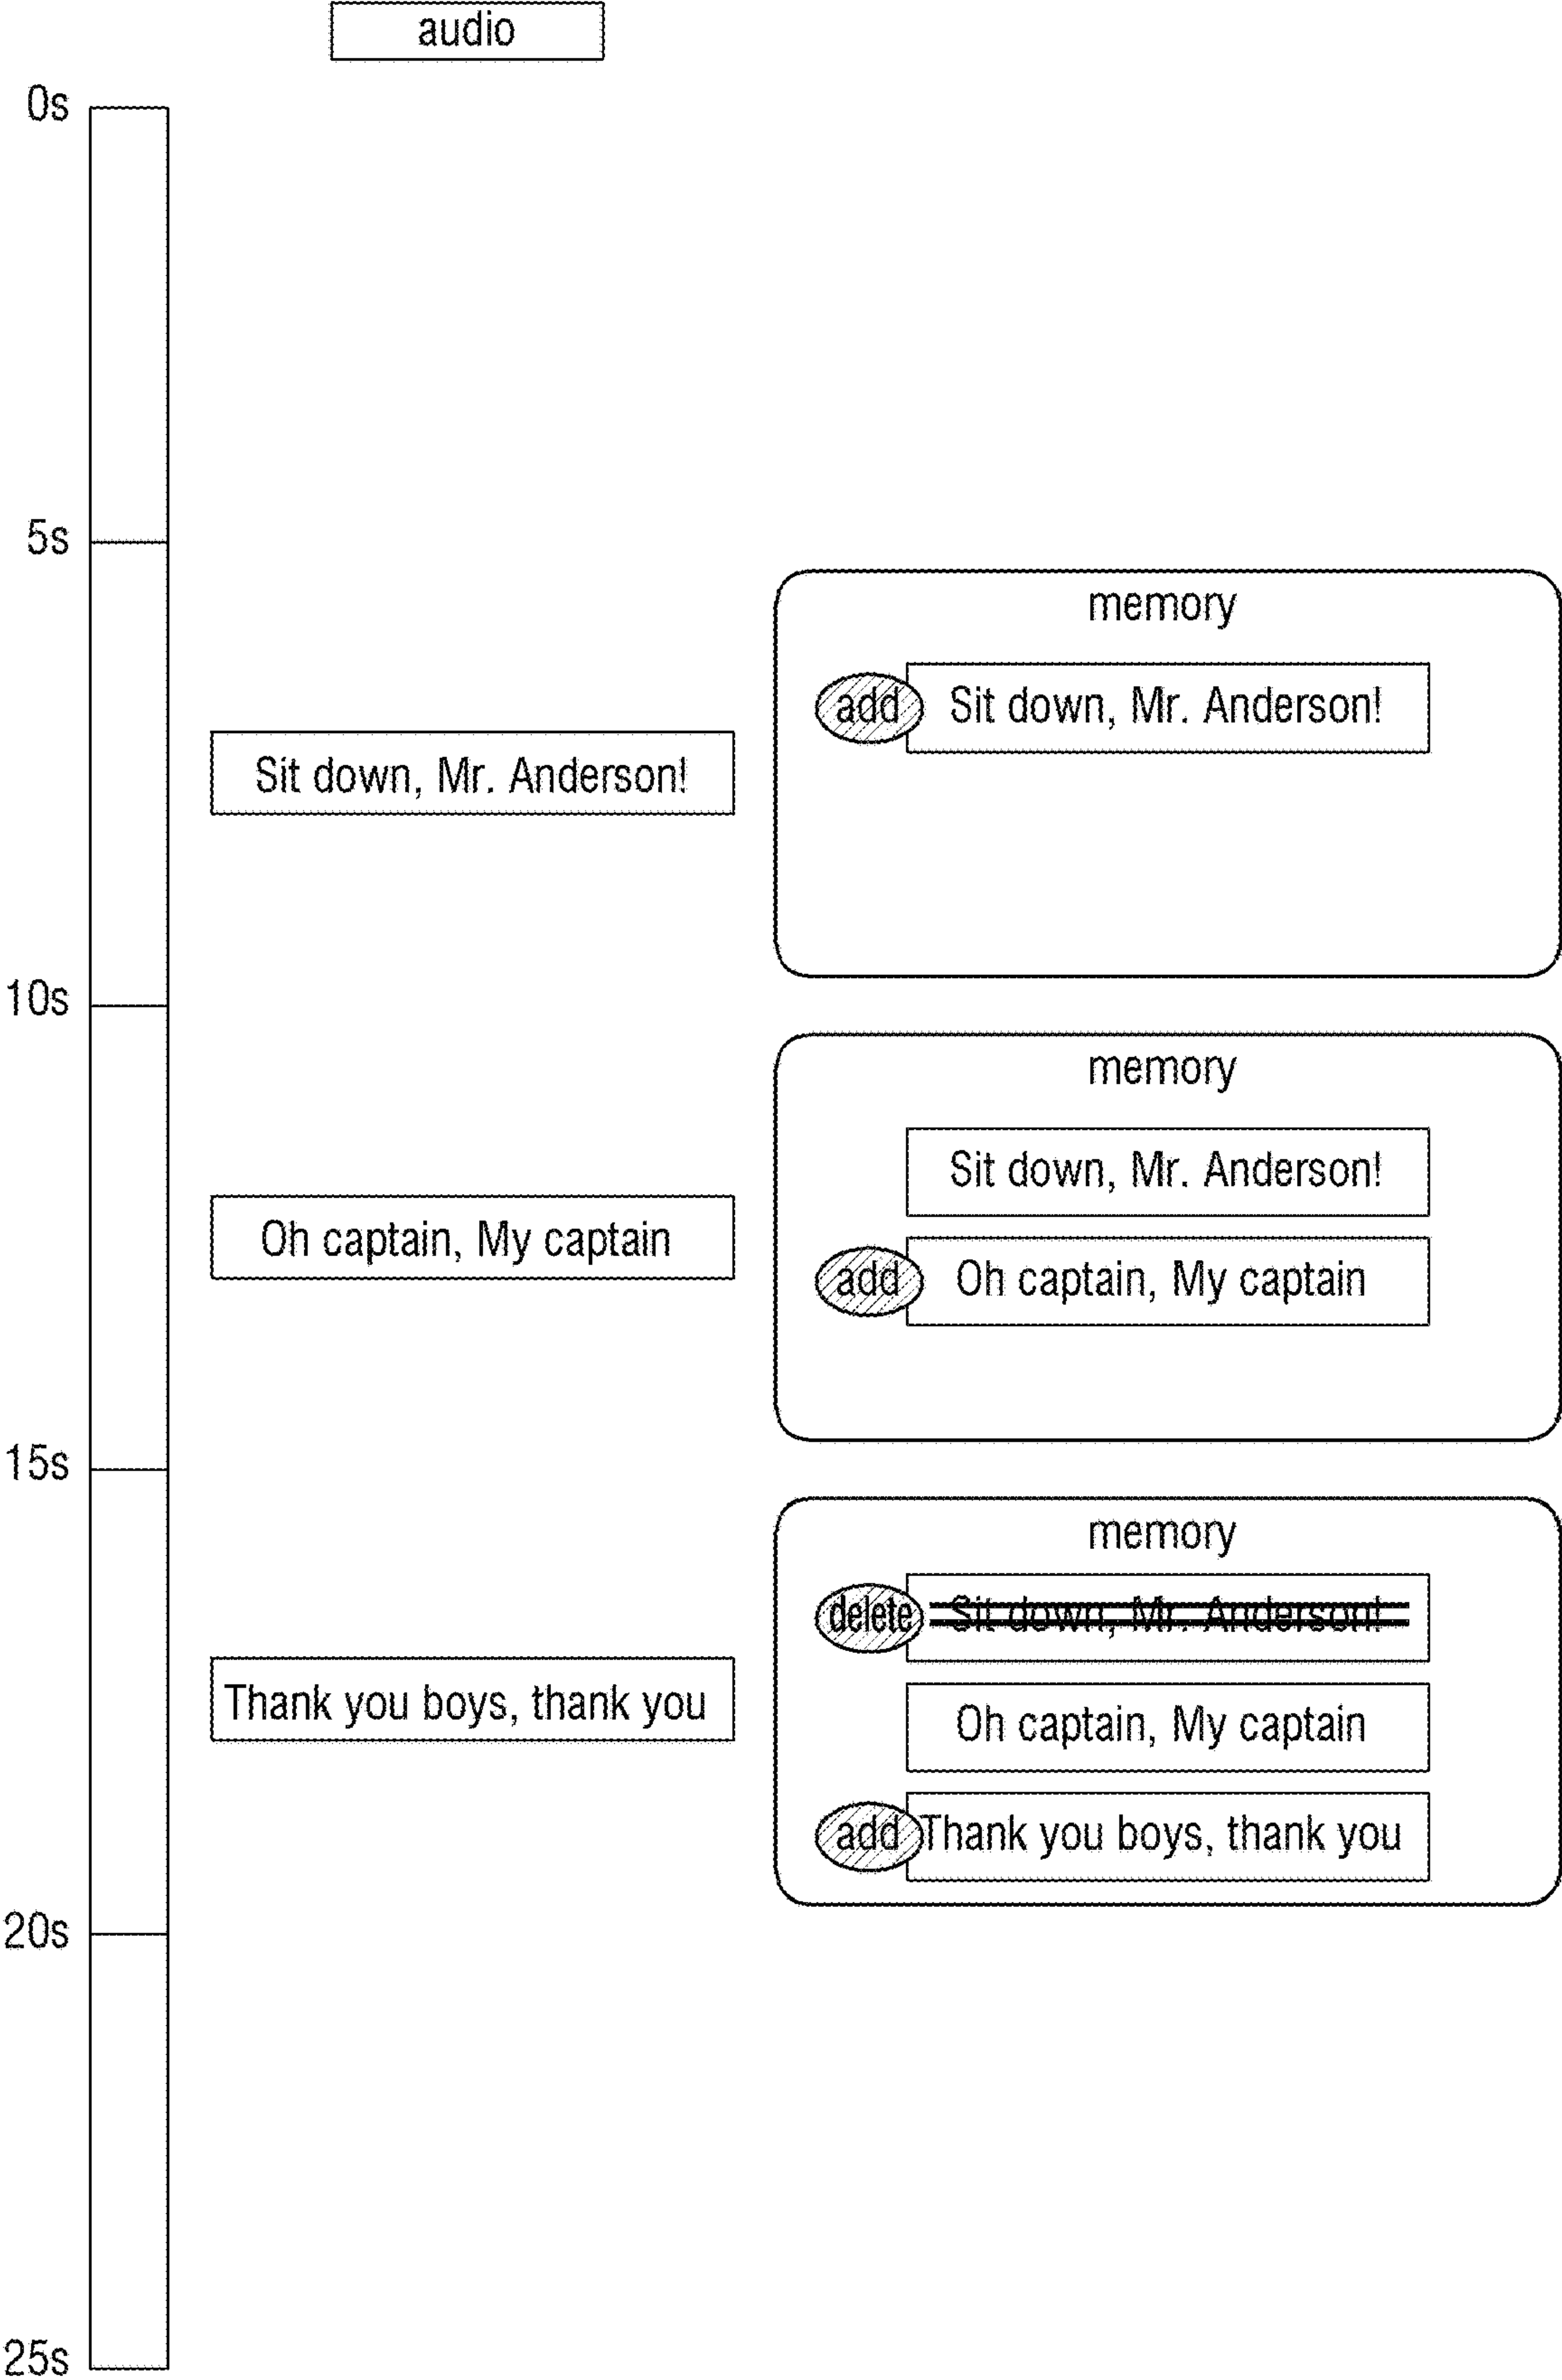 audio
0s
5s
memory
add Sit down, Mr. Anderson!
Sit down, Mr. Anderson!
10s
memory
Sit down, Mr. Anderson!
Oh captain, My captain
add Oh captain, My captain
15s
memory
delete Sit down, Mr. Anderson!
Thank you boys, thank you
Oh captain, My captain
add Thank you boys, thank you
20s
25s